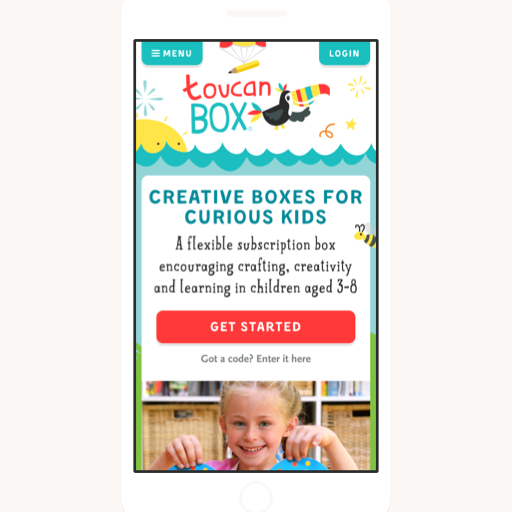 MENU
LOGIN
toucan
BOX
CREATIVE BOXES FOR
CURIOUS KIDS
A flexible subscription box
encouraging crafting, creativity
and learning in children aged 3-8
GET STARTED
Got a code? Enter it here